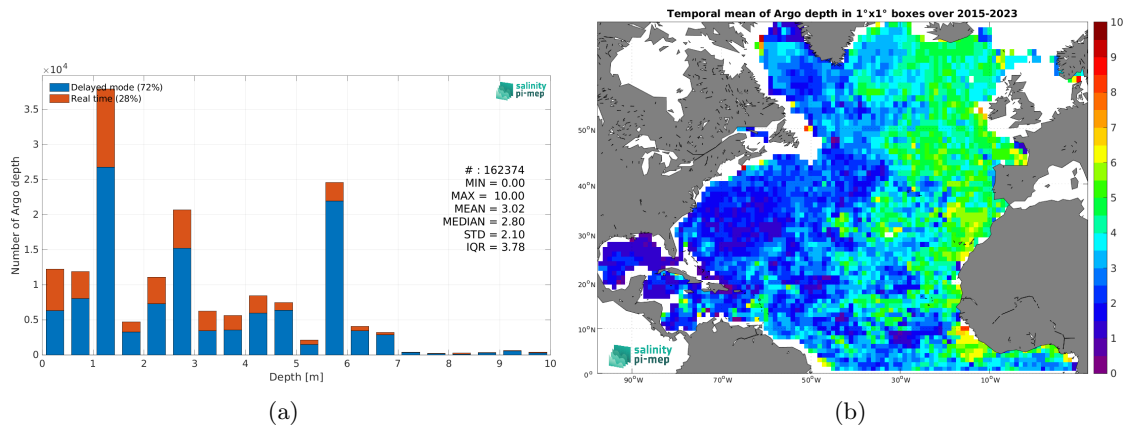 ×10⁴
Delayed mode (72%)
Real time (28%)
salinity
pi-mep
# : 162374
MIN = 0.00
MAX = 10.00
MEAN = 3.02
MEDIAN = 2.80
STD = 2.10
IQR = 3.78
Number of Argo depth
3.5
3
2.5
2
1.5
1
0.5
0
0 1 2 3 4 5 6 7 8 9 10
Depth [m]
(a)
Temporal mean of Argo depth in 1°x1° boxes over 2015-2023
50°N
40°N
30°N
20°N
10°N
0°
90°W 70°W 50°W 30°W 10°W
salinity
pi-mep
10
9
8
7
6
5
4
3
2
1
0
(b)